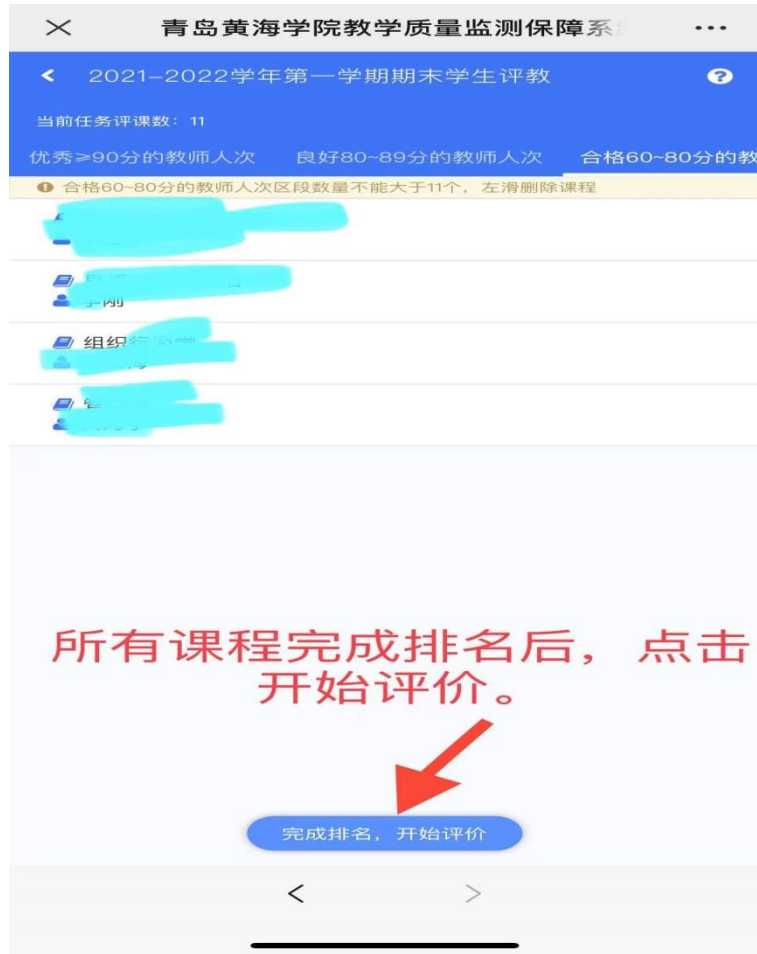 青岛黄海学院教学质量监测保障系
2021-2022学年第一学期期末学生评教
当前任务评课数：11
优秀≥90分的教师人次 良好80~89分的教师人次 合格60~80分的教
合格60~80分的教师人次区段数量不能大于11个，左滑删除课程
刚
组织
所有课程完成排名后，点击
开始评价。
完成排名，开始评价